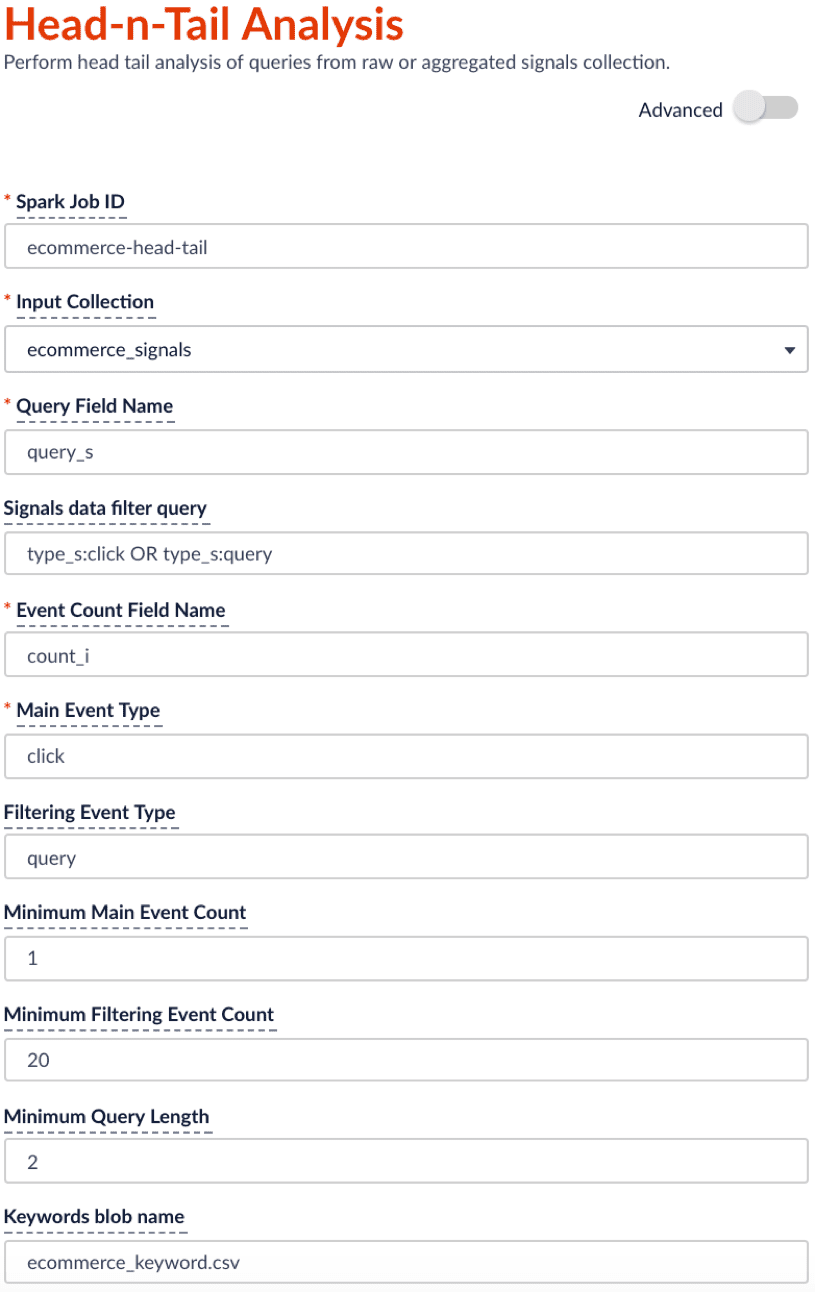 Head-n-Tail Analysis
Perform head tail analysis of queries from raw or aggregated signals collection.
Advanced
* Spark Job ID
ecommerce-head-tail
* Input Collection
ecommerce_signals
* Query Field Name
query_s
Signals data filter query
type_s:click OR type_s:query
* Event Count Field Name
count_i
* Main Event Type
click
Filtering Event Type
query
Minimum Main Event Count
1
Minimum Filtering Event Count
20
Minimum Query Length
2
Keywords blob name
ecommerce_keyword.csv